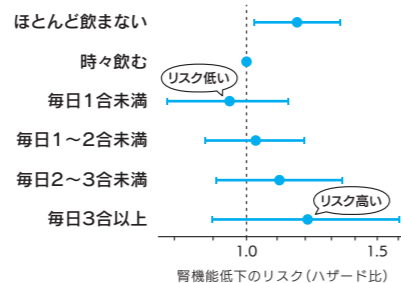 ほとんど飲まない
時々飲む
リスク低い
毎日1合未満
毎日1～2合未満
毎日2～3合未満
リスク高い
毎日3合以上
1.0
1.5
腎機能低下のリスク（ハザード比）